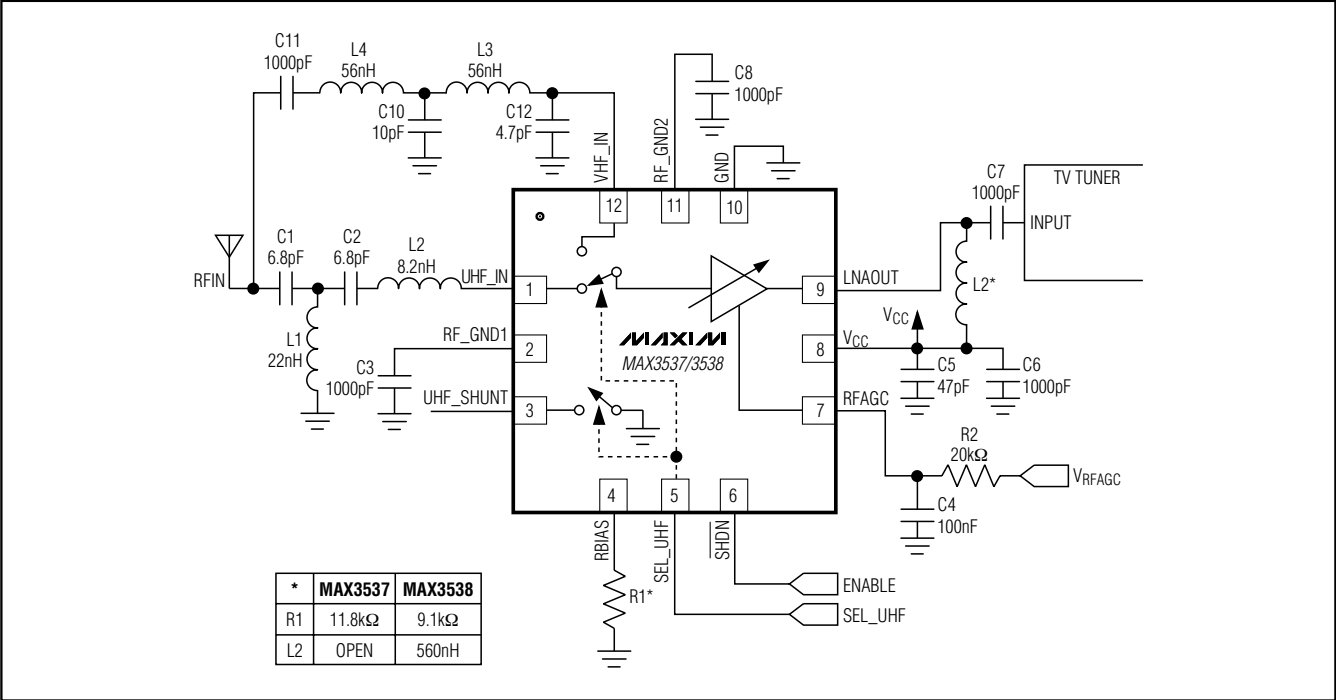 C11
1000pF
L4
56nH
L3
56nH
C10
10pF
C12
4.7pF
C8
1000pF
VHF_IN
RF_GND2
GND
12
11
10
C7
1000pF
TV TUNER
INPUT
RFIN
C1
6.8pF
C2
6.8pF
L2
8.2nH
UHF_IN
1
9
LNAOUT
L2*
L1
22nH
RF_GND1
2
MAXIM
MAX3537/3538
8
VCC
VCC
C5
47pF
C6
1000pF
C3
1000pF
UHF_SHUNT
3
7
RFAGC
R2
20kΩ
VRFAGC
C4
100nF
4
5
6
RBIAS
SEL_UHF
SHDN
R1*
ENABLE
SEL_UHF
* MAX3537 MAX3538
R1 11.8kΩ 9.1kΩ
L2 OPEN 560nH